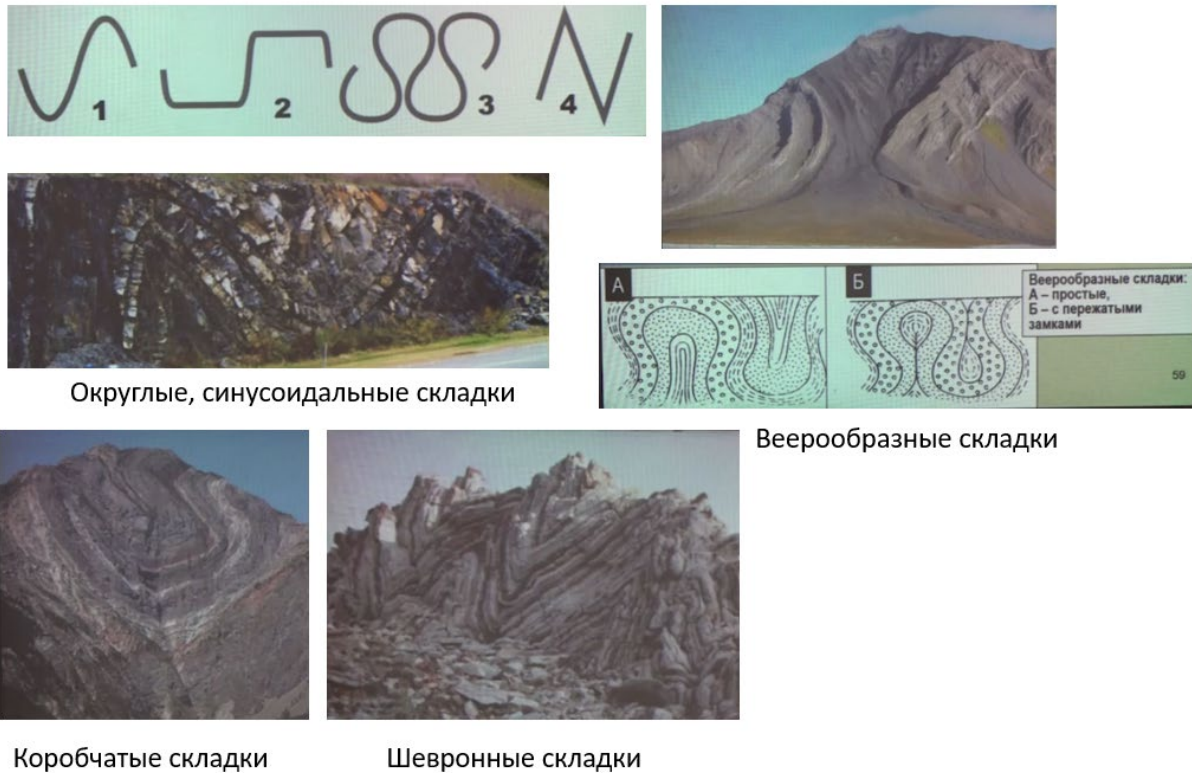 1 2 3 4
А
Б
Веерообразные складки:
А – простые,
Б – с пережатыми
замками
59
Округлые, синусоидальные складки
Веерообразные складки
Коробчатые складки
Шевронные складки